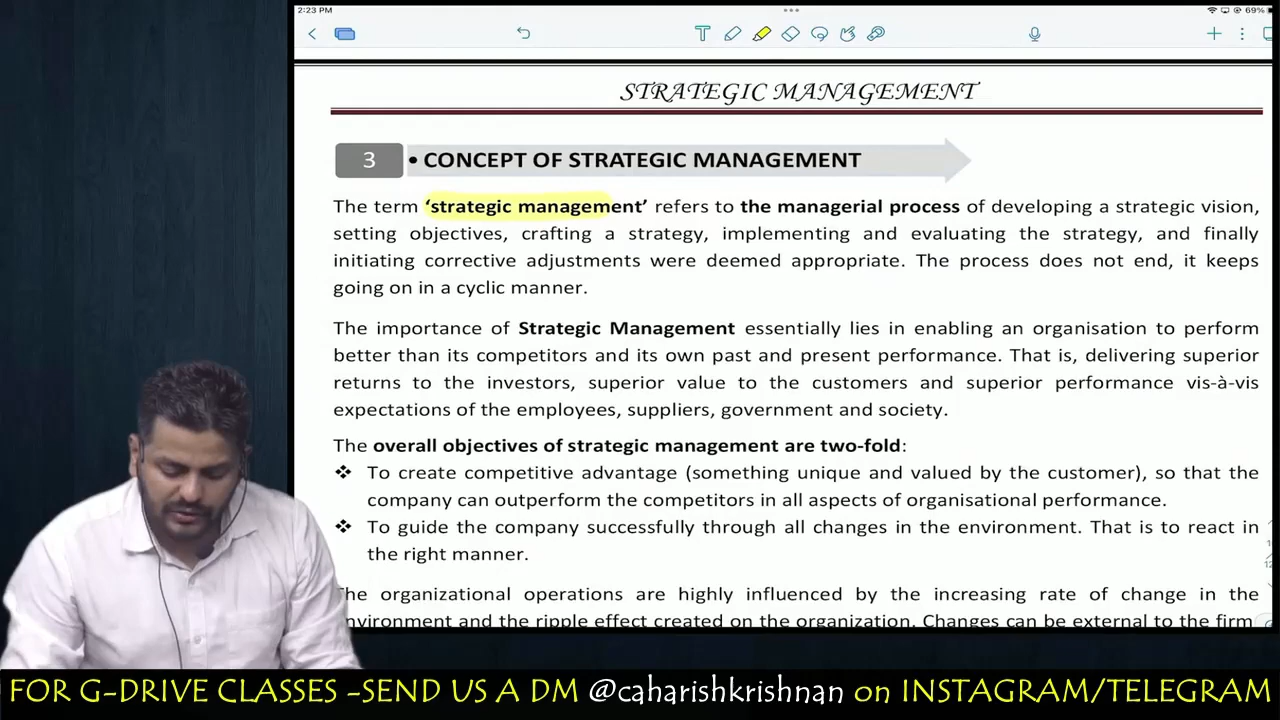 2:23 PM
69%
STRATEGIC MANAGEMENT
3 • CONCEPT OF STRATEGIC MANAGEMENT
The term ‘strategic management’ refers to the managerial process of developing a strategic vision,
setting objectives, crafting a strategy, implementing and evaluating the strategy, and finally
initiating corrective adjustments were deemed appropriate. The process does not end, it keeps
going on in a cyclic manner.
The importance of Strategic Management essentially lies in enabling an organisation to perform
better than its competitors and its own past and present performance. That is, delivering superior
returns to the investors, superior value to the customers and superior performance vis-à-vis
expectations of the employees, suppliers, government and society.
The overall objectives of strategic management are two-fold:
❖ To create competitive advantage (something unique and valued by the customer), so that the
company can outperform the competitors in all aspects of organisational performance.
❖ To guide the company successfully through all changes in the environment. That is to react in
the right manner.
The organizational operations are highly influenced by the increasing rate of change in the
environment and the ripple effect created on the organization. Changes can be external to the firm
FOR G-DRIVE CLASSES -SEND US A DM @caharishkrishnan on INSTAGRAM/TELEGRAM